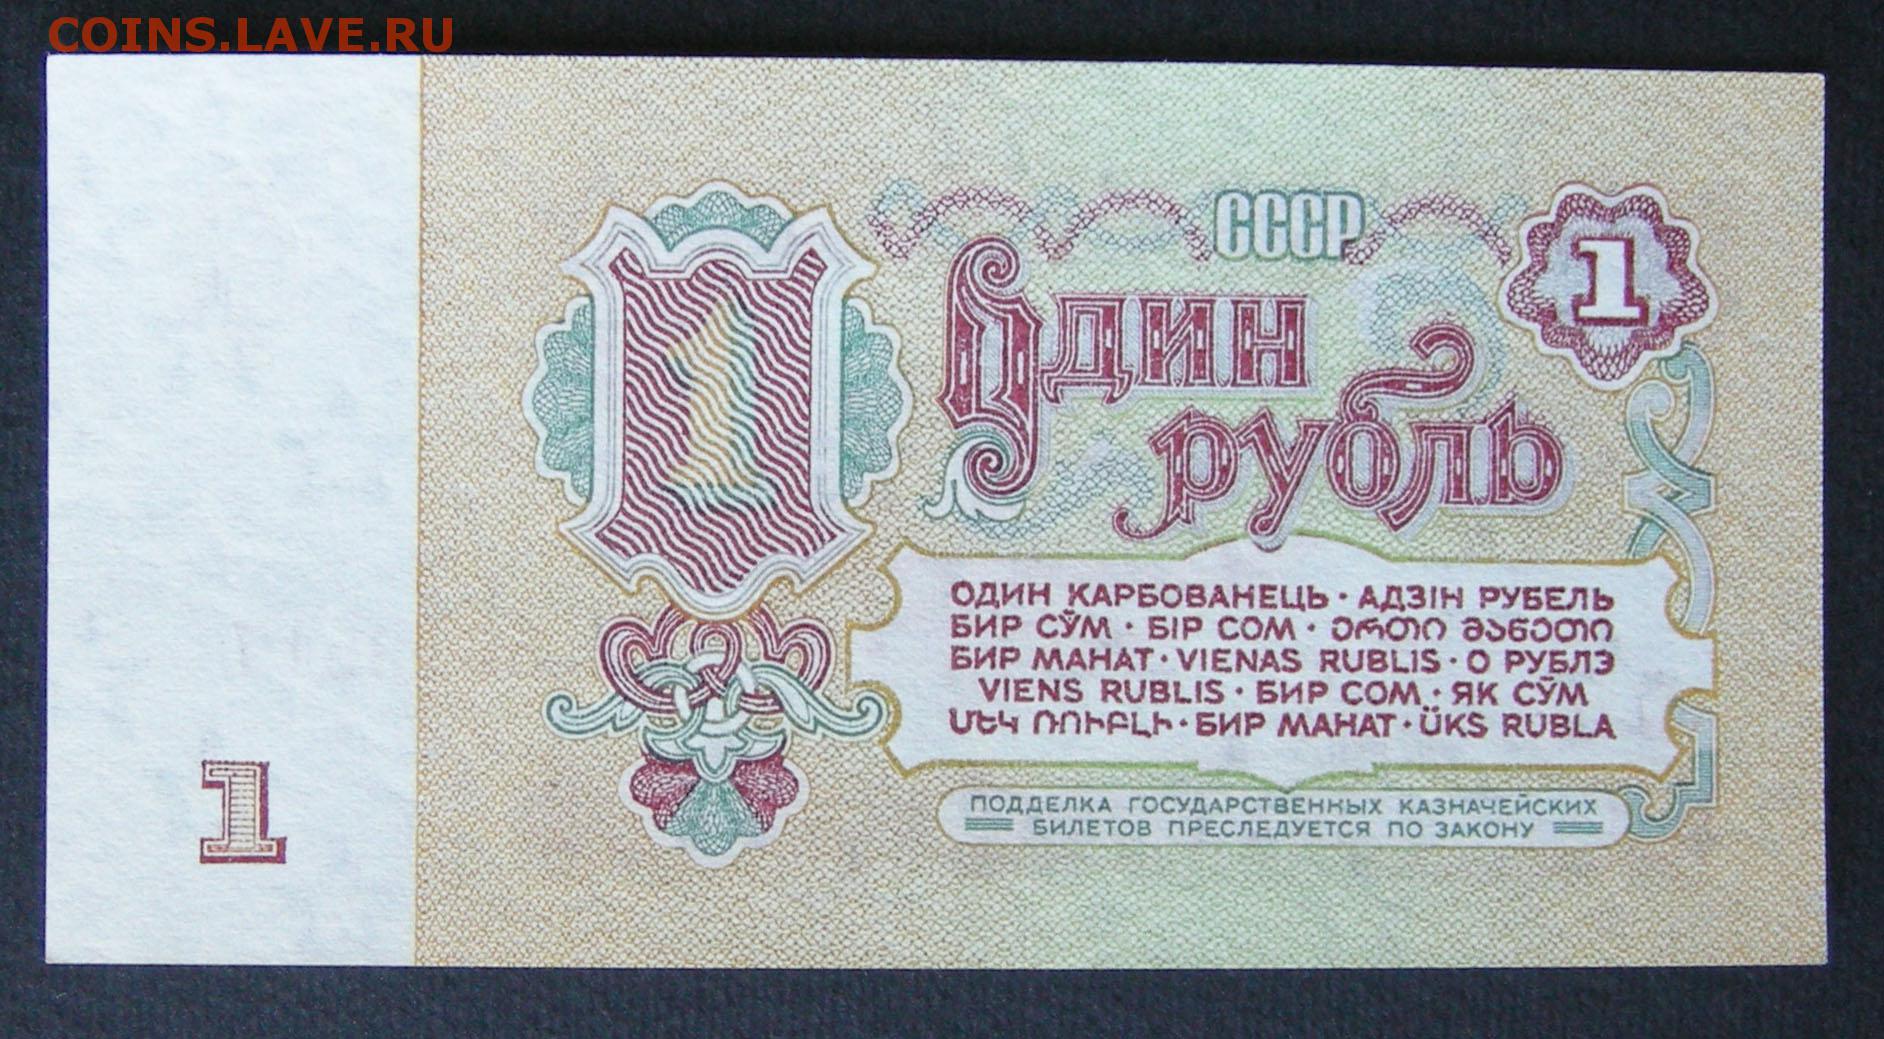 COINS.LAVE.RU
СССР
1
1
Один
рубль
ОДИН КАРБОВАНЕЦЬ · АДЗІН РУБЕЛЬ
БИР СЎМ · БІР СОМ · ᲔᲠᲗᲘ ᲛᲐᲜᲔᲗᲘ
БИР МАНАТ · VIENAS RUBLIS · О РУБЛЭ
VIENS RUBLIS · БИР СОМ · ЯК СЎМ
ՄԵԿ ՌՈՒԲԼԻ · БИР МАНАТ · ÜKS RUBLA
ПОДДЕЛКА ГОСУДАРСТВЕННЫХ КАЗНАЧЕЙСКИХ
БИЛЕТОВ ПРЕСЛЕДУЕТСЯ ПО ЗАКОНУ
1